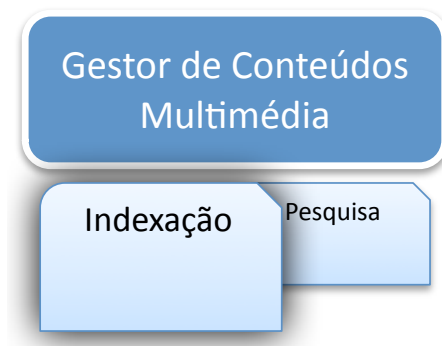 Gestor de Conteúdos
Multimédia
Indexação
Pesquisa